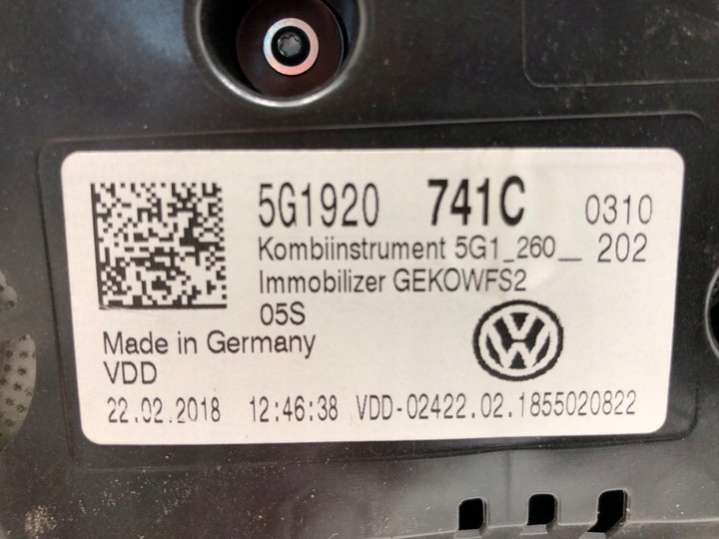 5G1920 741C 0310
Kombiinstrument 5G1_260__ 202
Immobilizer GEKOWFS2
05S
Made in Germany
VDD
22.02.2018 12:46:38 VDD-02422.02.1855020822